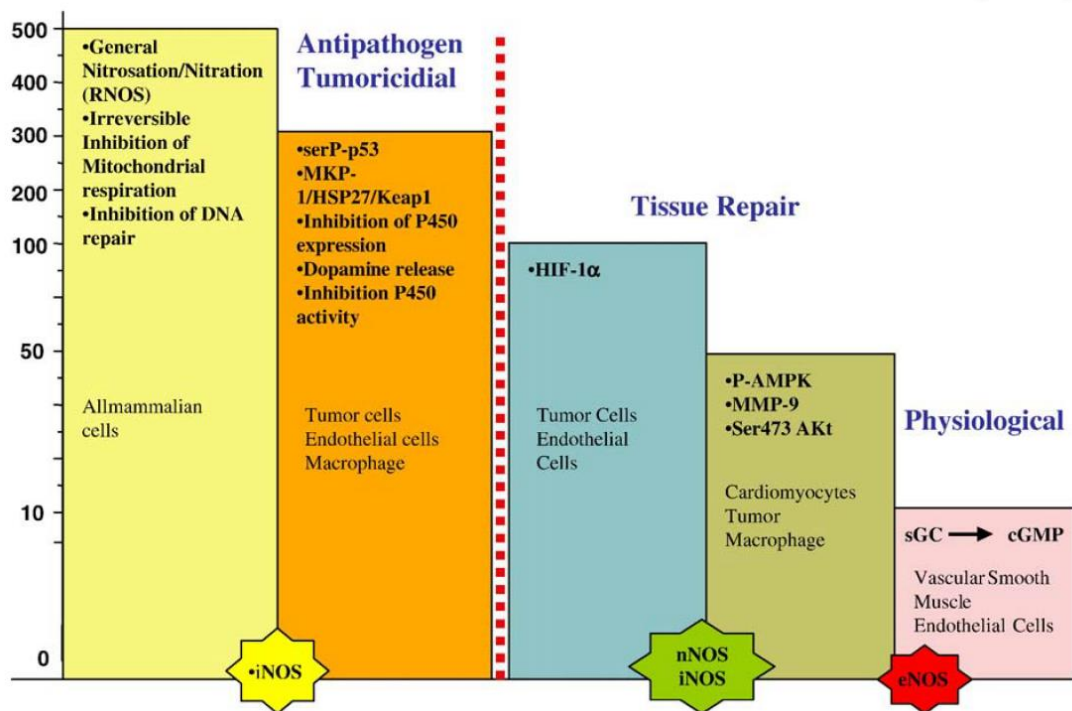 500
400
300
200
100
50
10
0
•General
Nitrosation/Nitration
(RNOS)
•Irreversible
Inhibition of
Mitochondrial
respiration
•Inhibition of DNA
repair
Allmammalian
cells
Antipathogen
Tumoricidial
•serP-p53
•MKP-
1/HSP27/Keap1
•Inhibition of P450
expression
•Dopamine release
•Inhibition P450
activity
Tumor cells
Endothelial cells
Macrophage
•iNOS
Tissue Repair
•HIF-1α
Tumor Cells
Endothelial
Cells
•P-AMPK
•MMP-9
•Ser473 AKt
Cardiomyocytes
Tumor
Macrophage
nNOS
iNOS
Physiological
sGC → cGMP
Vascular Smooth
Muscle
Endothelial Cells
eNOS